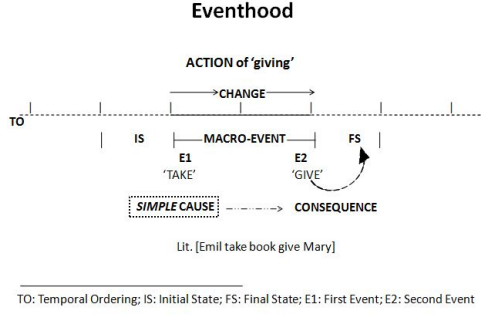 Eventhood
ACTION of 'giving'
CHANGE
TO
IS MACRO-EVENT FS
E1 E2
'TAKE' 'GIVE'
SIMPLE CAUSE CONSEQUENCE
Lit. [Emil take book give Mary]
TO: Temporal Ordering; IS: Initial State; FS: Final State; E1: First Event; E2: Second Event